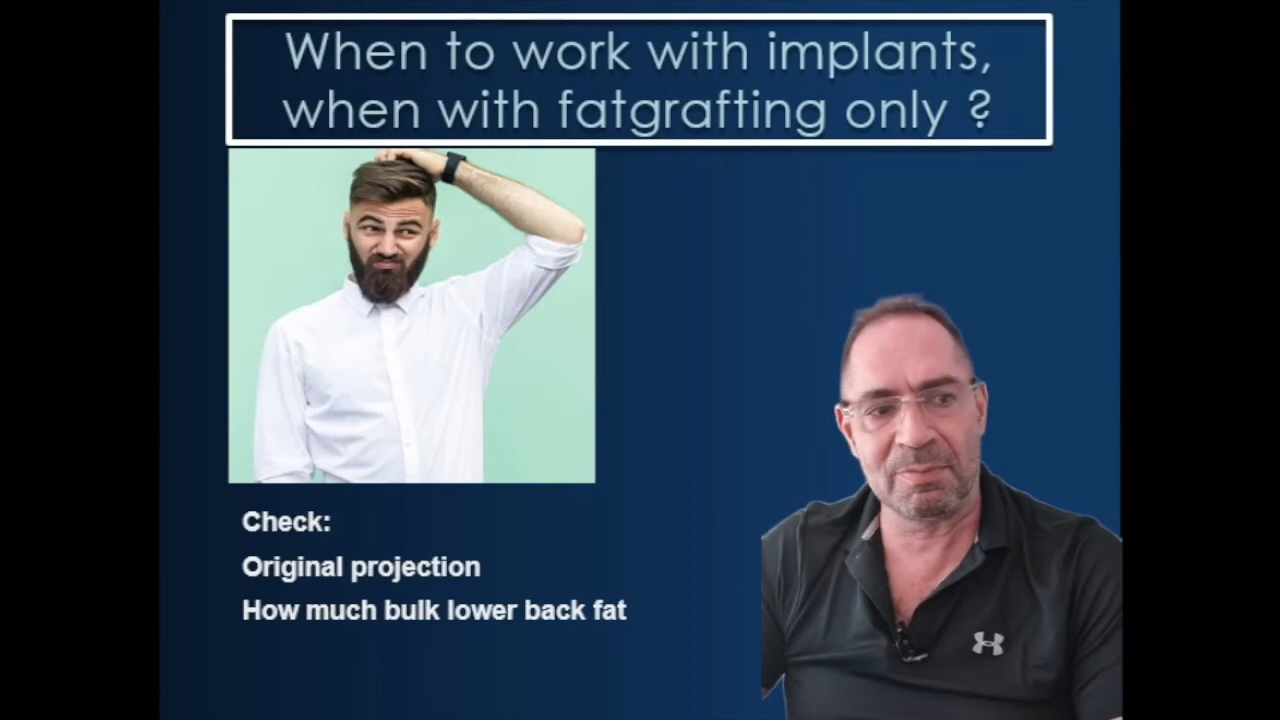 When to work with implants,
when with fatgrafting only ?
Check:
Original projection
How much bulk lower back fat